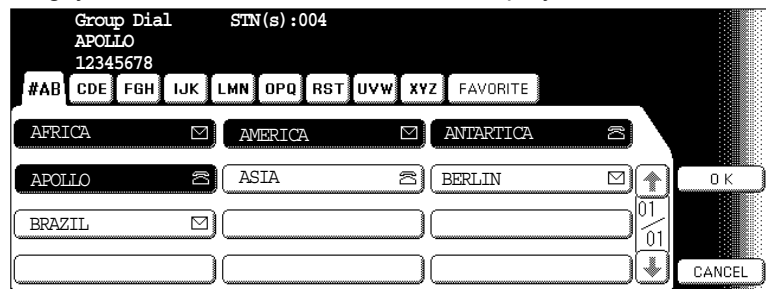 Group Dial STN(s):004
APOLLO
12345678
#AB CDE FGH IJK LMN OPQ RST UVW XYZ FAVORITE
AFRICA AMERICA ANTARTICA
APOLLO ASIA BERLIN OK
BRAZIL 01
01
CANCEL